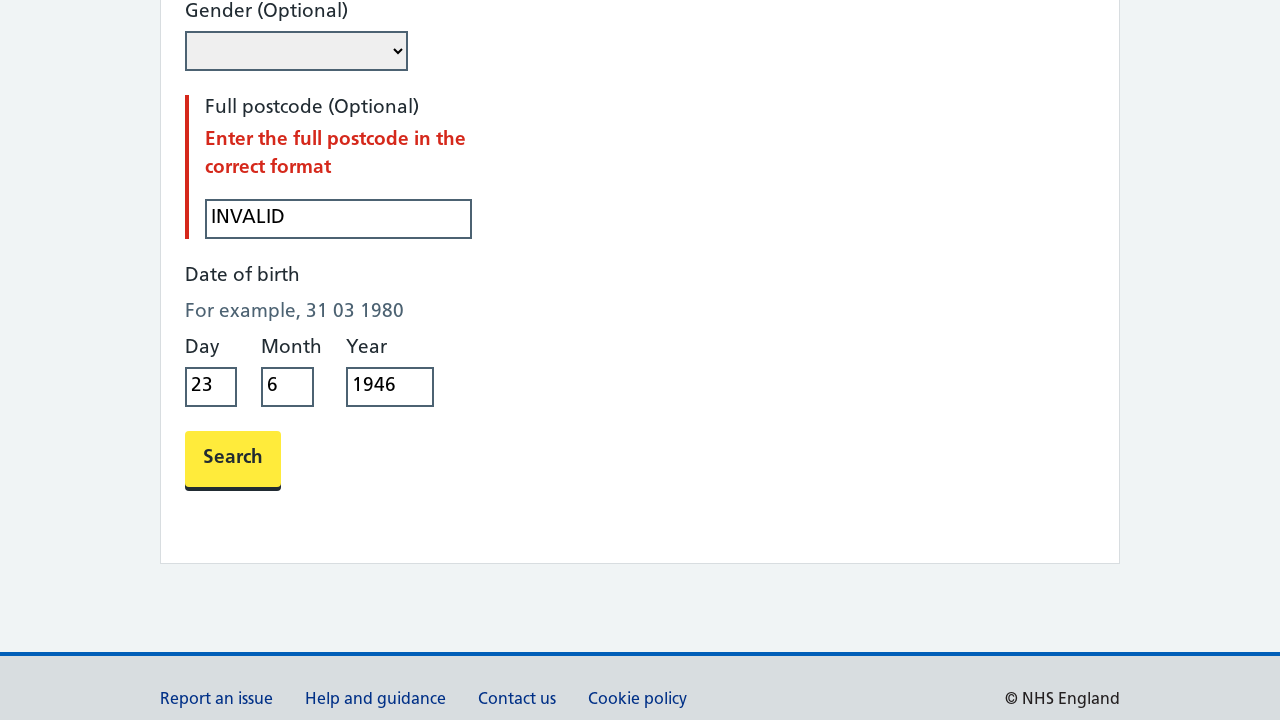 Gender (Optional)
Full postcode (Optional)
Enter the full postcode in the
correct format
INVALID
Date of birth
For example, 31 03 1980
Day Month Year
23 6 1946
Search
Report an issue Help and guidance Contact us Cookie policy © NHS England